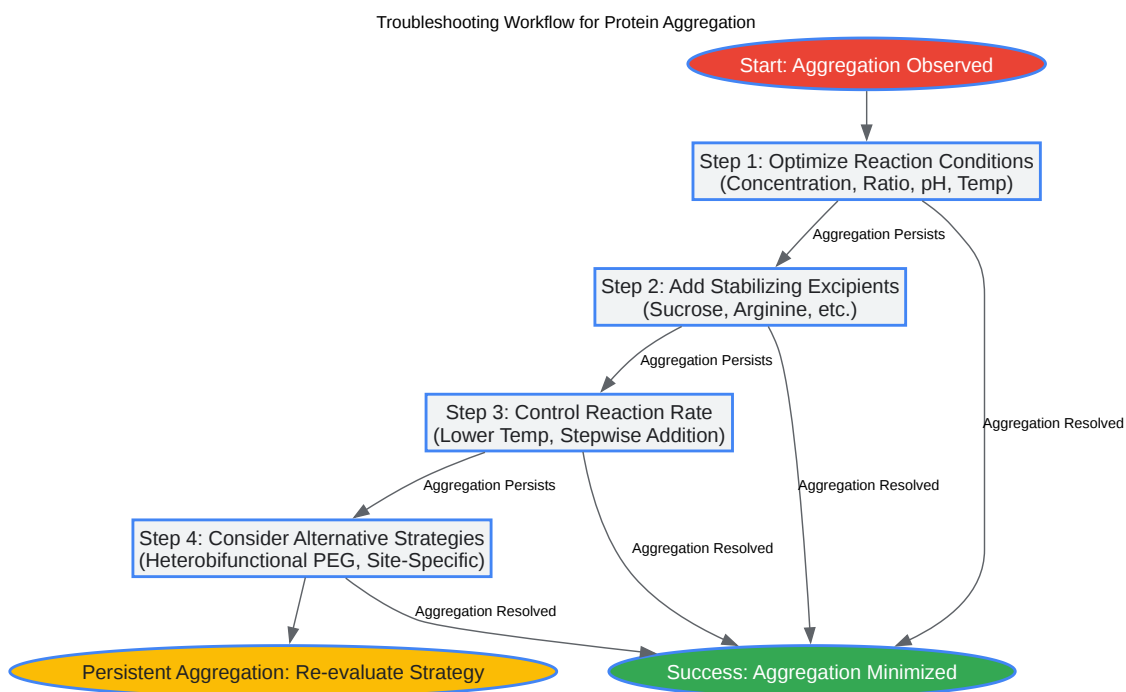 Troubleshooting Workflow for Protein Aggregation
Start: Aggregation Observed
Step 1: Optimize Reaction Conditions
(Concentration, Ratio, pH, Temp)
Aggregation Persists
Step 2: Add Stabilizing Excipients
(Sucrose, Arginine, etc.)
Aggregation Persists
Step 3: Control Reaction Rate
(Lower Temp, Stepwise Addition)
Aggregation Resolved
Aggregation Persists
Aggregation Resolved
Step 4: Consider Alternative Strategies
(Heterobifunctional PEG, Site-Specific)
Aggregation Resolved
Aggregation Resolved
Persistent Aggregation: Re-evaluate Strategy
Success: Aggregation Minimized